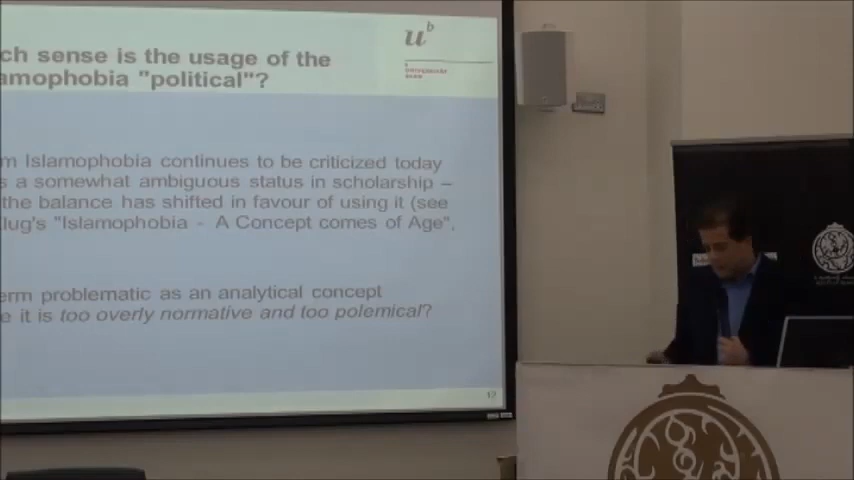 ch sense is the usage of the
amophobia "political"?
u
b
m Islamophobia continues to be criticized today
s a somewhat ambiguous status in scholarship –
the balance has shifted in favour of using it (see
lug's "Islamophobia - A Concept comes of Age",
erm problematic as an analytical concept
e it is too overly normative and too polemical?